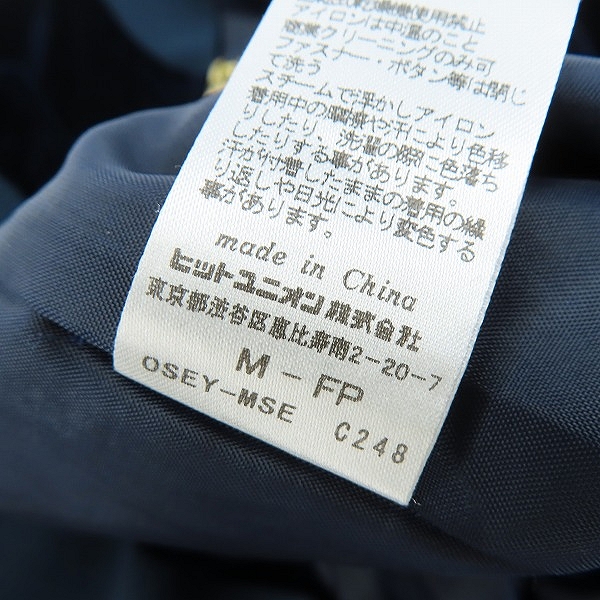 用禁止
アイロンは中温のこと
職業クリーニングのみ可
ファスナー・ボタン等は閉じ
て洗う
スチームで浮かしアイロン
着用中の摩擦や汗により色移
りしたり、洗濯の際に色落ち
したりする事があります。
汗が付着したままの着用の繰
り返しや日光により変色する
事があります。
made in China
ヒットユニオン株式会社
東京都渋谷区恵比寿南2-20-7
M-FP
OSEY-MSE C248